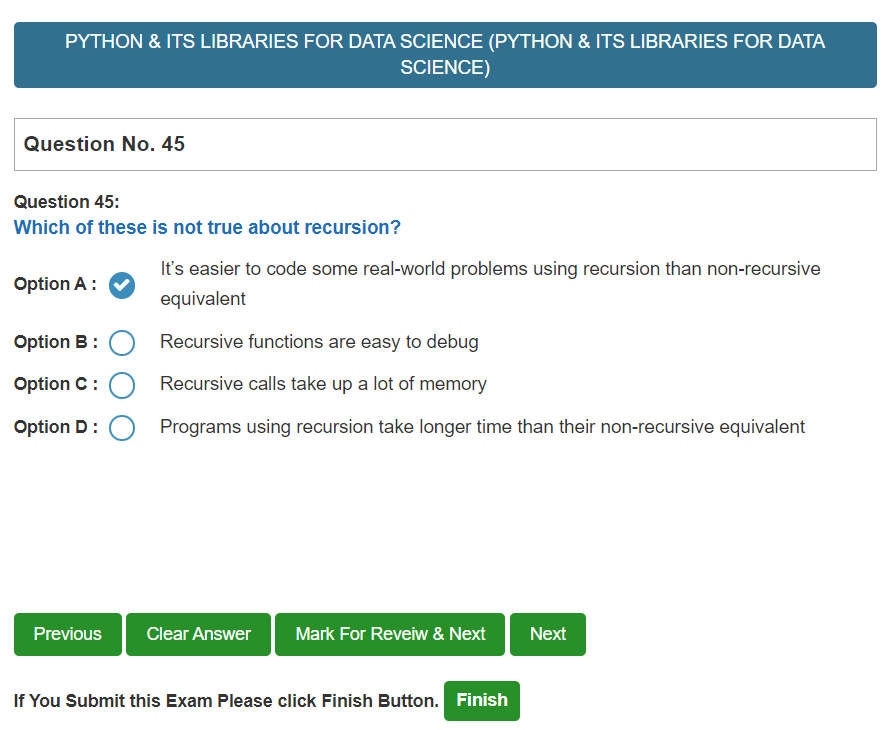 PYTHON & ITS LIBRARIES FOR DATA SCIENCE (PYTHON & ITS LIBRARIES FOR DATA
SCIENCE)
Question No. 45
Question 45:
Which of these is not true about recursion?
Option A : It’s easier to code some real-world problems using recursion than non-recursive
equivalent
Option B : Recursive functions are easy to debug
Option C : Recursive calls take up a lot of memory
Option D : Programs using recursion take longer time than their non-recursive equivalent
Previous Clear Answer Mark For Reveiw & Next Next
If You Submit this Exam Please click Finish Button. Finish